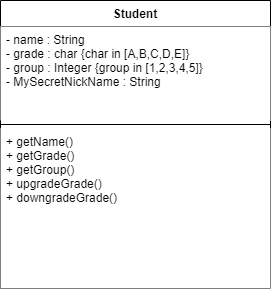 Student
- name : String
- grade : char {char in [A,B,C,D,E]}
- group : Integer {group in [1,2,3,4,5]}
- MySecretNickName : String
+ getName()
+ getGrade()
+ getGroup()
+ upgradeGrade()
+ downgradeGrade()